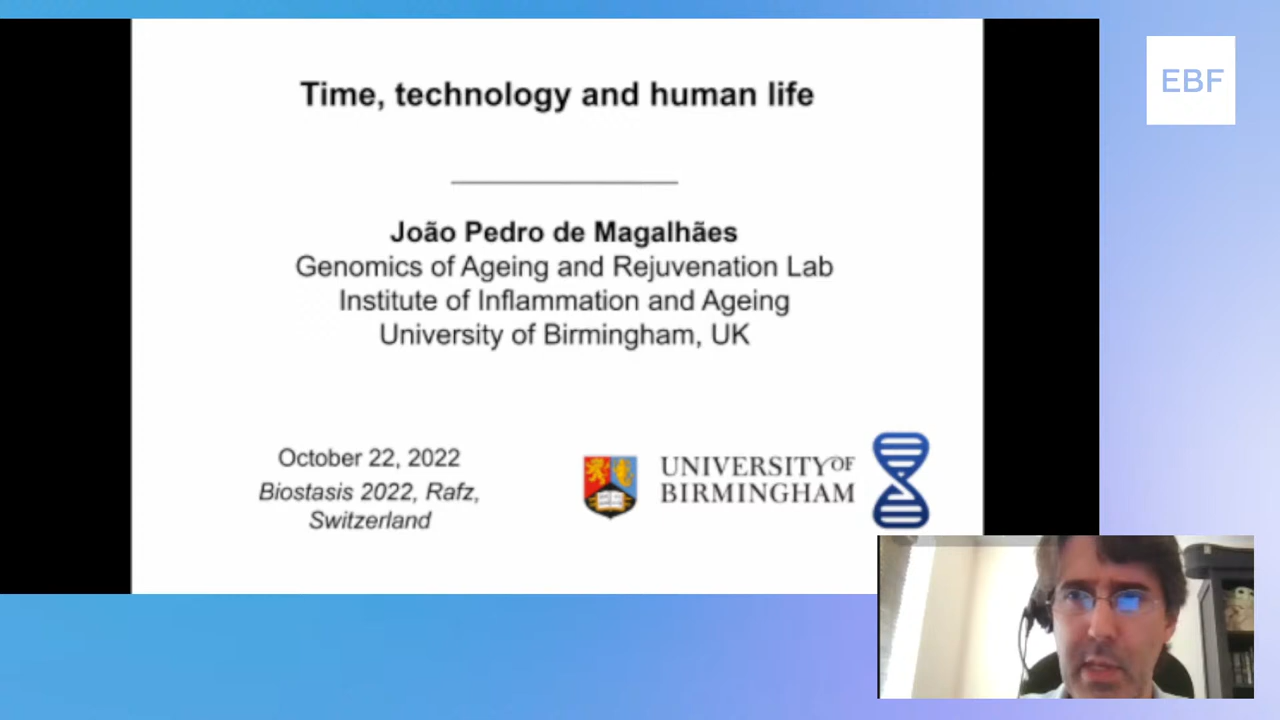 EBF
Time, technology and human life
João Pedro de Magalhães
Genomics of Ageing and Rejuvenation Lab
Institute of Inflammation and Ageing
University of Birmingham, UK
October 22, 2022
Biostasis 2022, Rafz,
Switzerland
UNIVERSITY OF
BIRMINGHAM